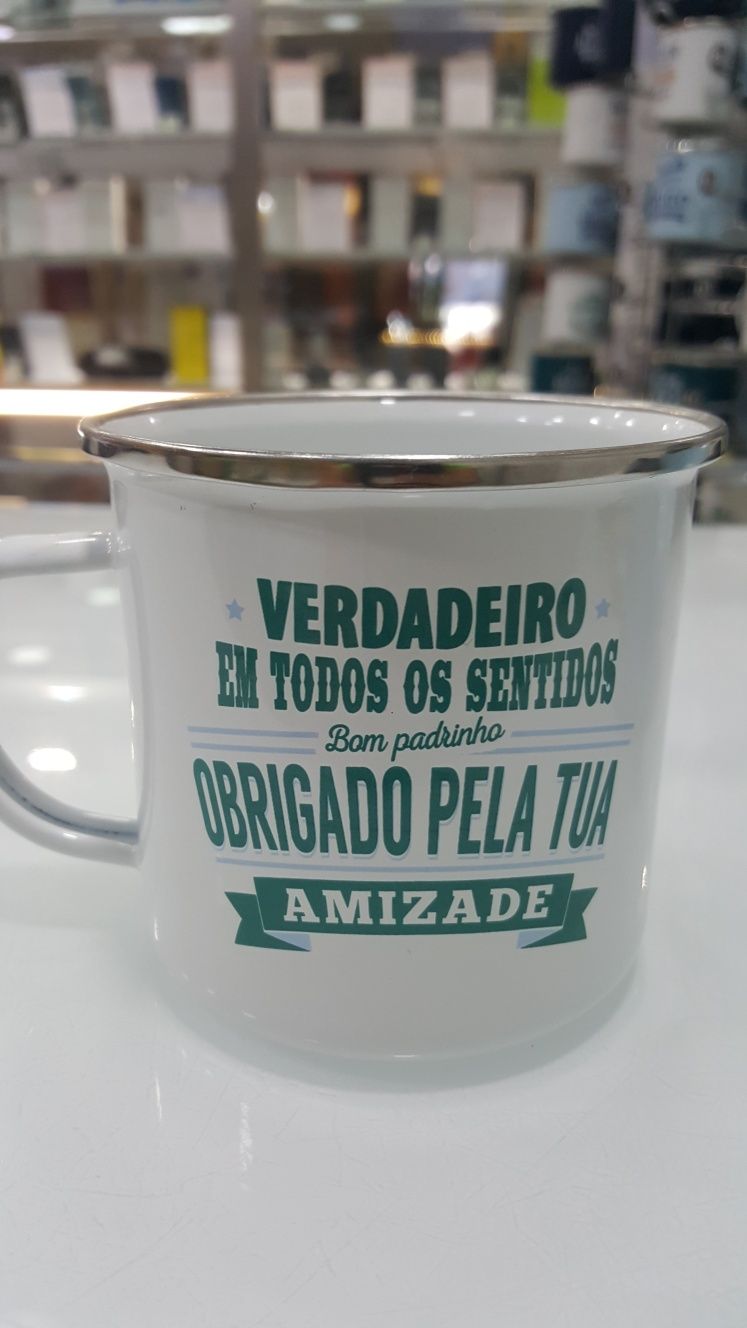 VERDADEIRO
EM TODOS OS SENTIDOS
Bom padrinho
OBRIGADO PELA TUA
AMIZADE